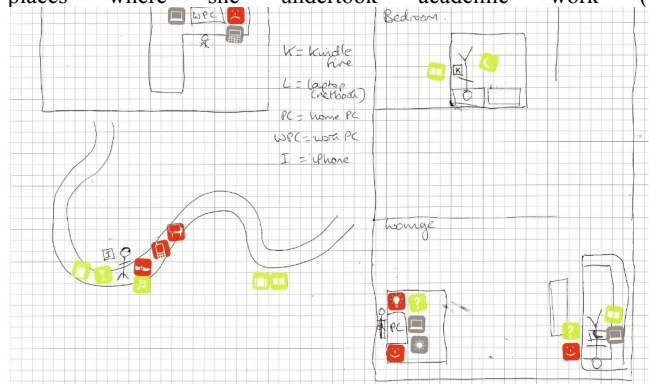 places where she undertook academic work (
WPC
Bedroom.
K = Kindle
fire
L = laptop
(netbook)
PC = home PC
WPC = work PC
I = iPhone
K
I
lounge
PC
L